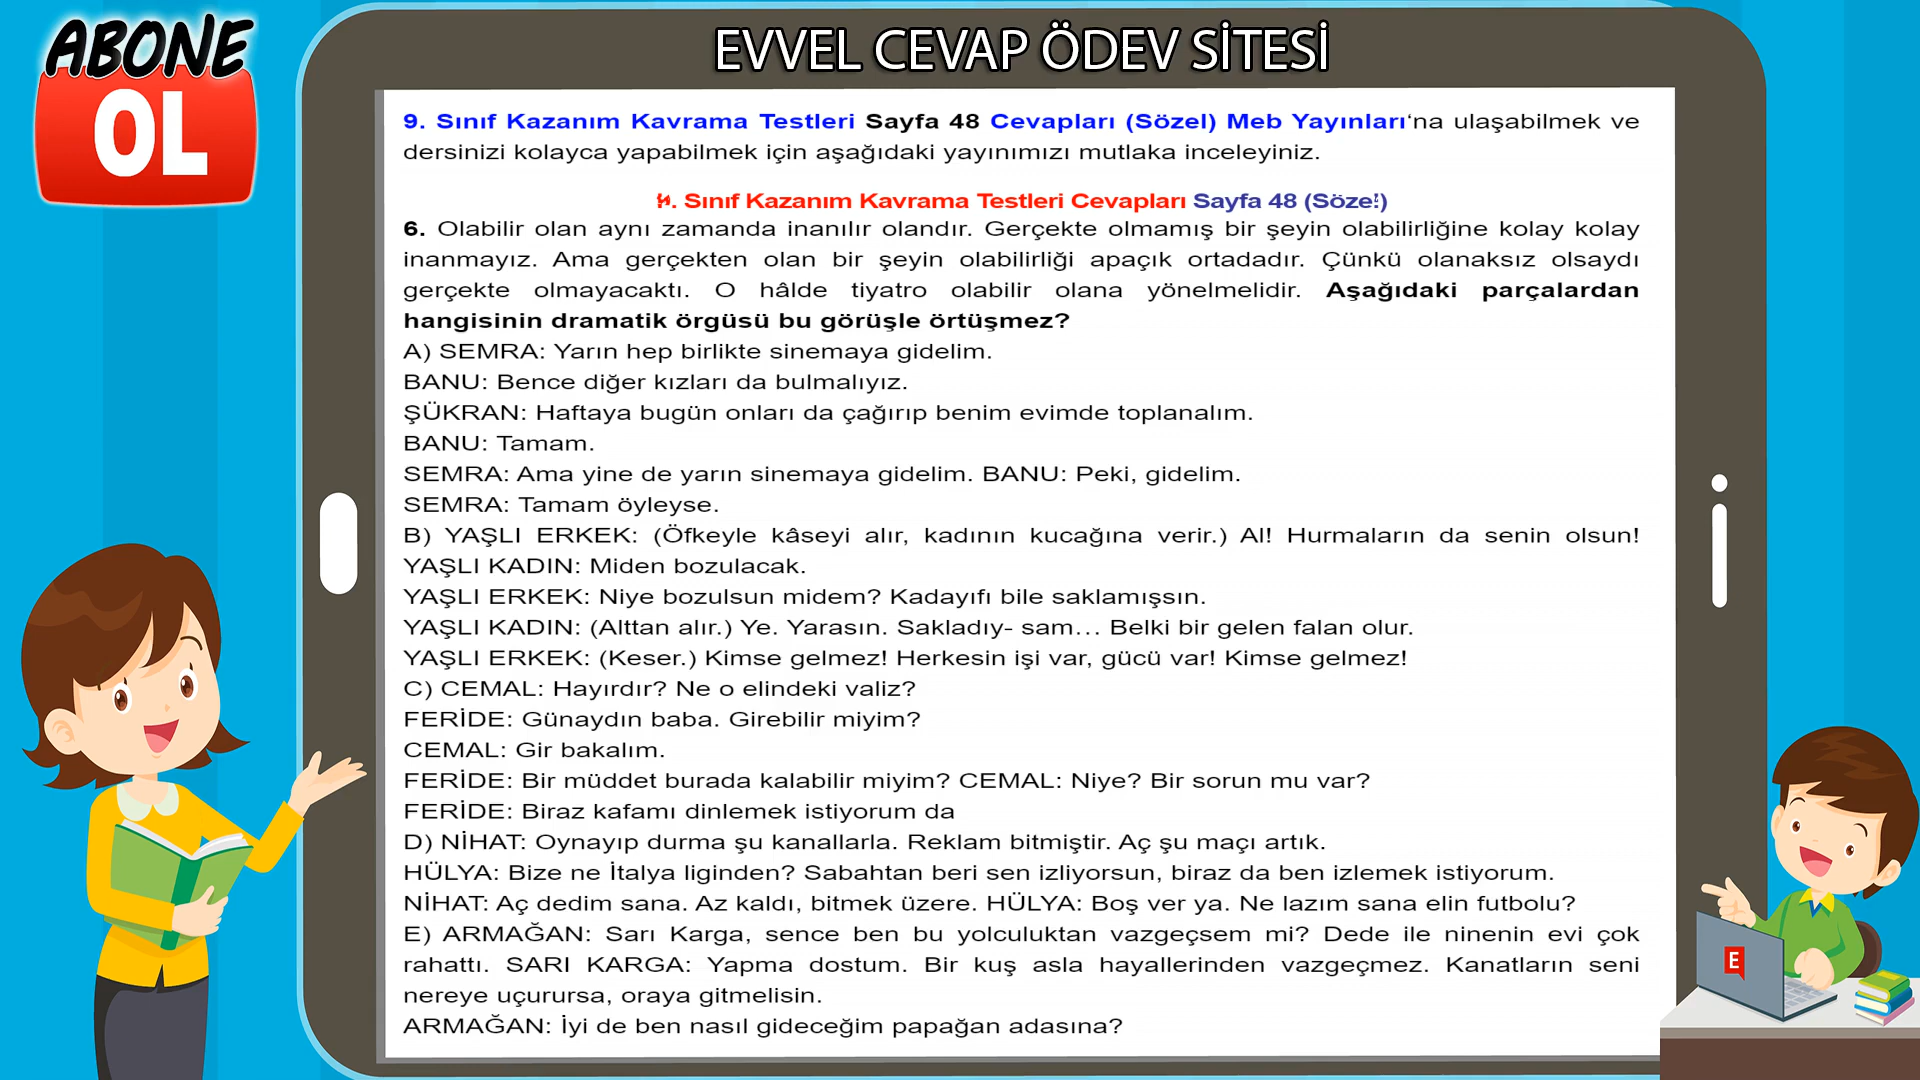 ABONE
OL
EVVEL CEVAP ÖDEV SİTESİ
9. Sınıf Kazanım Kavrama Testleri Sayfa 48 Cevapları (Sözel) Meb Yayınları‘na ulaşabilmek ve
dersinizi kolayca yapabilmek için aşağıdaki yayınımızı mutlaka inceleyiniz.
. Sınıf Kazanım Kavrama Testleri Cevapları Sayfa 48
6. Olabilir olan aynı zamanda inanılır olandır. Gerçekte olmamış bir şeyin olabilirliğine kolay kolay
inanmayız. Ama gerçekten olan bir şeyin olabilirliği apaçık ortadadır. Çünkü olanaksız olsaydı
gerçekte olmayacaktı. O hâlde tiyatro olabilir olana yönelmelidir. Aşağıdaki parçalardan
hangisinin dramatik örgüsü bu görüşle örtüşmez?
A) SEMRA: Yarın hep birlikte sinemaya gidelim.
BANU: Bence diğer kızları da bulmalıyız.
ŞÜKRAN: Haftaya bugün onları da çağırıp benim evimde toplanalım.
BANU: Tamam.
SEMRA: Ama yine de yarın sinemaya gidelim. BANU: Peki, gidelim.
SEMRA: Tamam öyleyse.
B) YAŞLI ERKEK: (Öfkeyle kâseyi alır, kadının kucağına verir.) Al! Hurmaların da senin olsun!
YAŞLI KADIN: Miden bozulacak.
YAŞLI ERKEK: Niye bozulsun midem? Kadayıfı bile saklamışsın.
YAŞLI KADIN: (Alttan alır.) Ye. Yarasın. Sakladıy- sam… Belki bir gelen falan olur.
YAŞLI ERKEK: (Keser.) Kimse gelmez! Herkesin işi var, gücü var! Kimse gelmez!
C) CEMAL: Hayırdır? Ne o elindeki valiz?
FERİDE: Günaydın baba. Girebilir miyim?
CEMAL: Gir bakalım.
FERİDE: Bir müddet burada kalabilir miyim? CEMAL: Niye? Bir sorun mu var?
FERİDE: Biraz kafamı dinlemek istiyorum da
D) NİHAT: Oynayıp durma şu kanallarla. Reklam bitmiştir. Aç şu maçı artık.
HÜLYA: Bize ne İtalya liginden? Sabahtan beri sen izliyorsun, biraz da ben izlemek istiyorum.
NİHAT: Aç dedim sana. Az kaldı, bitmek üzere. HÜLYA: Boş ver ya. Ne lazım sana elin futbolu?
E) ARMAĞAN: Sarı Karga, sence ben bu yolculuktan vazgeçsem mi? Dede ile ninenin evi çok
rahattı. SARI KARGA: Yapma dostum. Bir kuş asla hayallerinden vazgeçmez. Kanatların seni
nereye uçurursa, oraya gitmelisin.
ARMAĞAN: İyi de ben nasıl gideceğim papağan adasına?
E